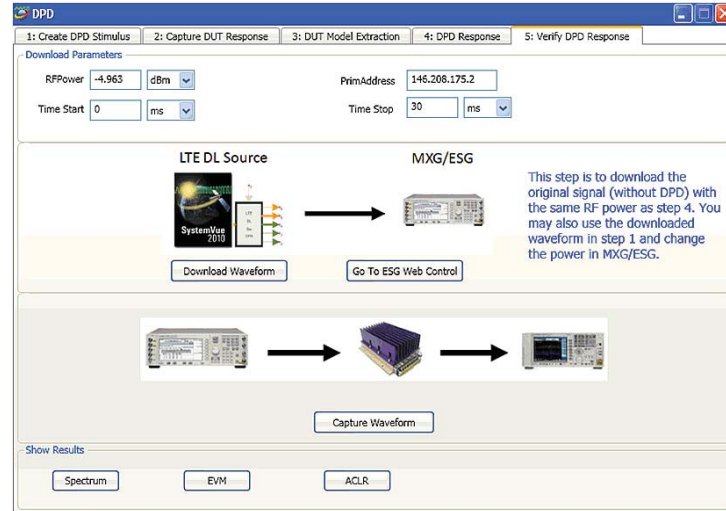 DPD
1: Create DPD Stimulus
2: Capture DUT Response
3: DUT Model Extraction
4: DPD Response
5: Verify DPD Response
Download Parameters
RFPower -4.963 dBm
PrimAddress 146.208.175.2
Time Start 0 ms
Time Stop 30 ms
LTE DL Source
MXG/ESG
SystemVue
2010
LTE
DL
This step is to download the
original signal (without DPD) with
the same RF power as step 4. You
may also use the downloaded
waveform in step 1 and change
the power in MXG/ESG.
Download Waveform
Go To ESG Web Control
Capture Waveform
Show Results
Spectrum
EVM
ACLR